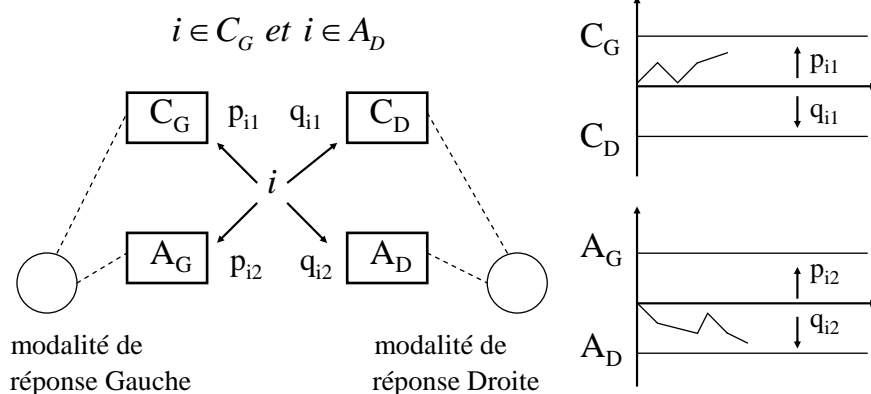 i ∈ C_G et i ∈ A_D
C_G p_i1 q_i1 C_D
i
A_G p_i2 q_i2 A_D
modalité de
réponse Gauche
modalité de
réponse Droite
C_G
p_i1
q_i1
C_D
A_G
p_i2
q_i2
A_D